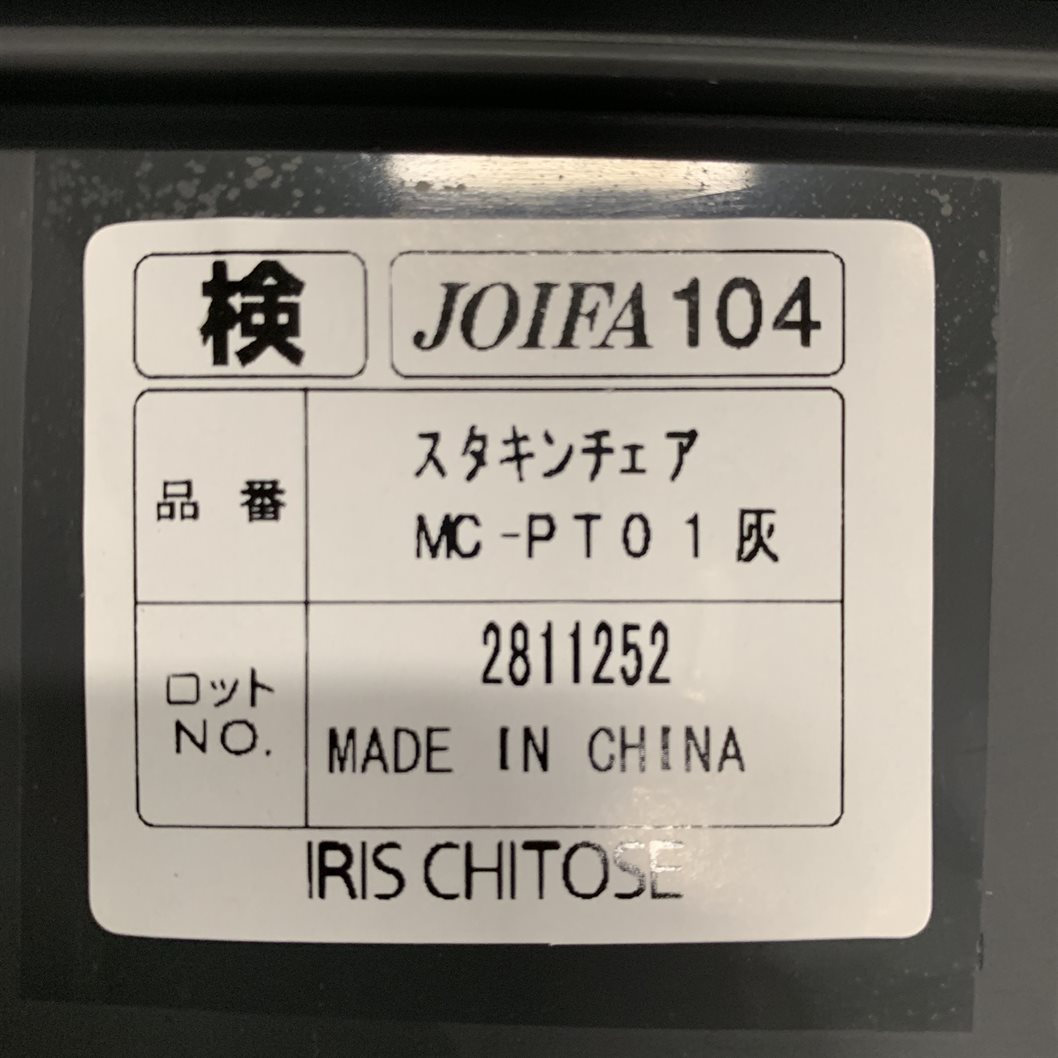 検 JOIFA 104
品番 スタキンチェア
MC-PT01灰
ロット
NO. 2811252
MADE IN CHINA
IRIS CHITOSE